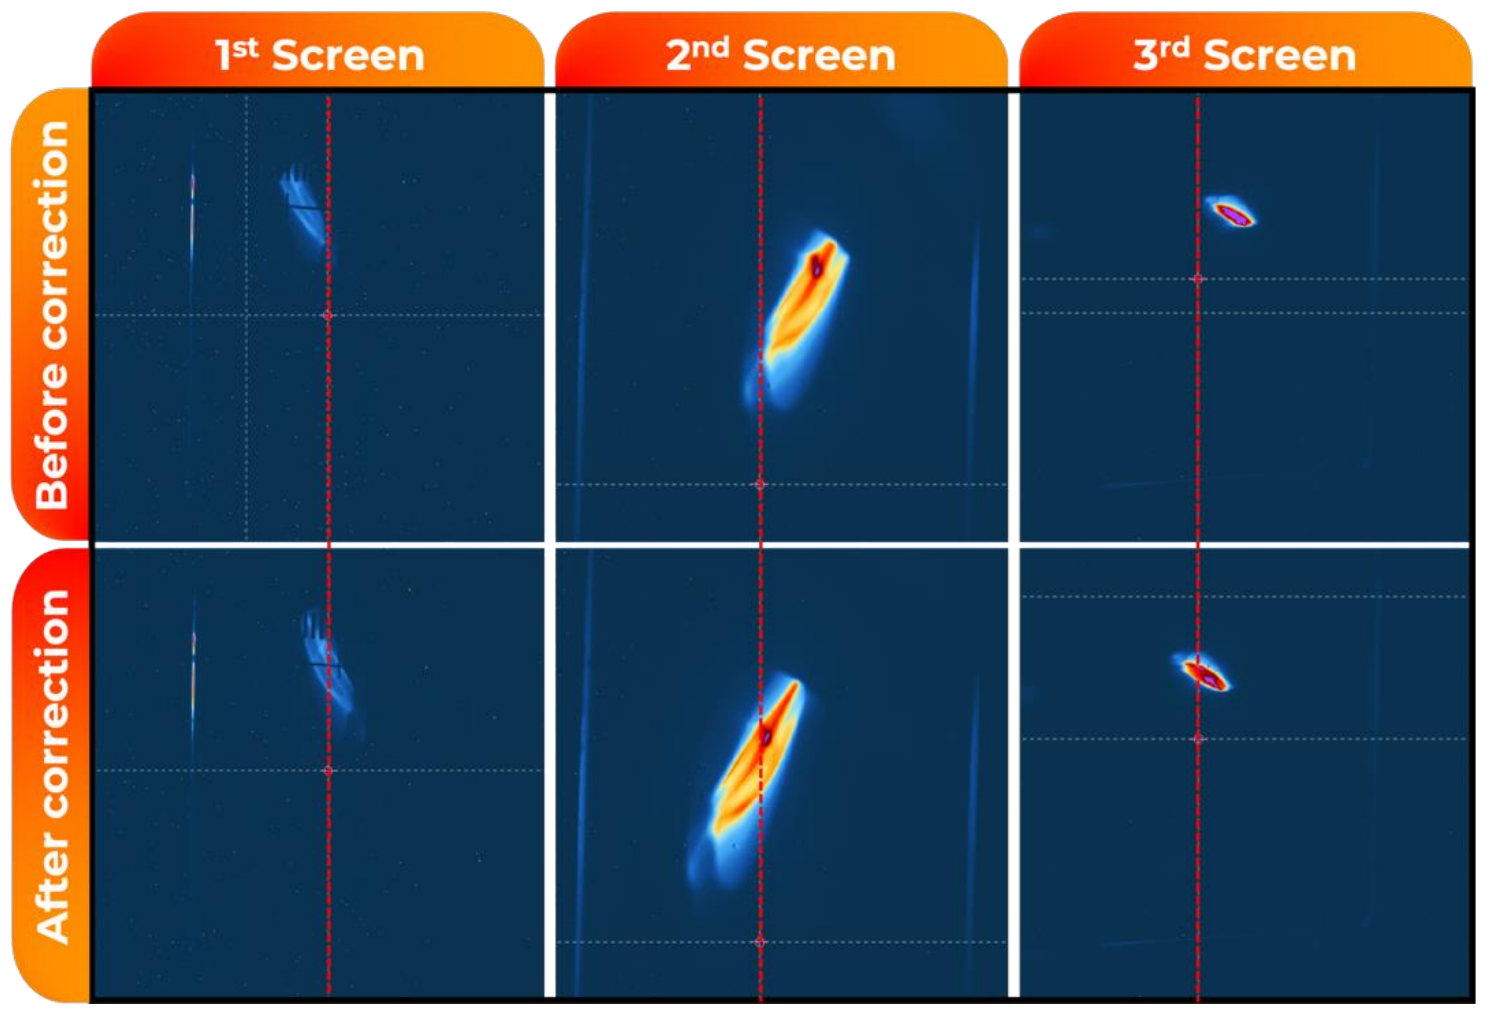 1st Screen
2nd Screen
3rd Screen
Before correction
After correction